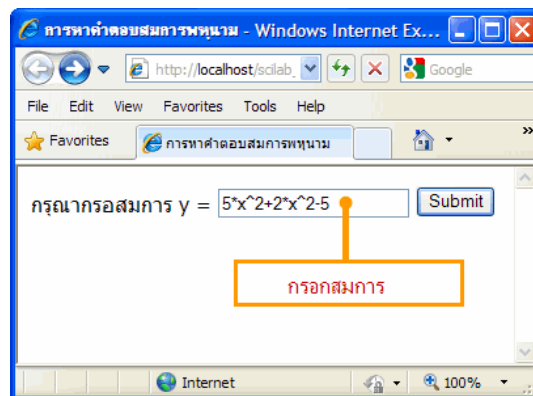 การหาคำตอบสมการพหุนาม - Windows Internet Ex...
http://localhost/scilab_
Google
File Edit View Favorites Tools Help
Favorites
การหาคำตอบสมการพหุนาม
»
กรุณากรอสมการ y = 5*x^2+2*x^2-5 Submit
กรอกสมการ
Internet
100%